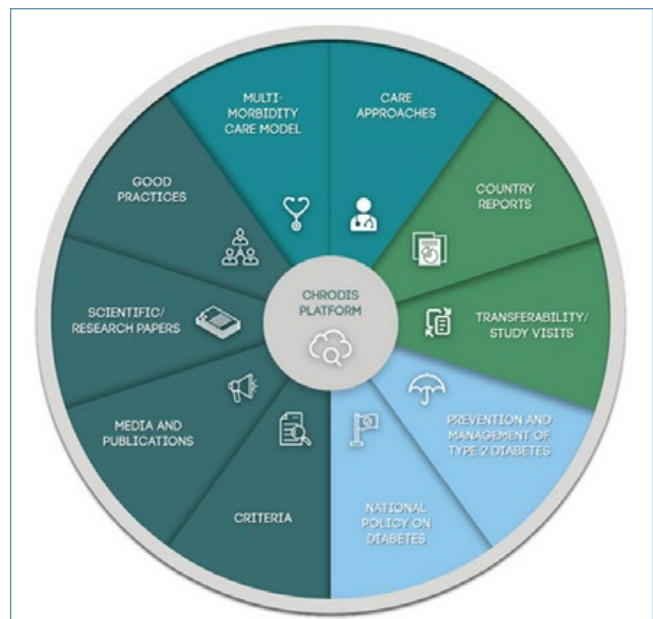 MULTI-
MORBIDITY
CARE MODEL
CARE
APPROACHES
COUNTRY
REPORTS
TRANSFERABILITY/
STUDY VISITS
PREVENTION AND
MANAGEMENT OF
TYPE 2 DIABETES
NATIONAL
POLICY ON
DIABETES
CRITERIA
MEDIA AND
PUBLICATIONS
SCIENTIFIC/
RESEARCH PAPERS
GOOD
PRACTICES
CHRODIS
PLATFORM